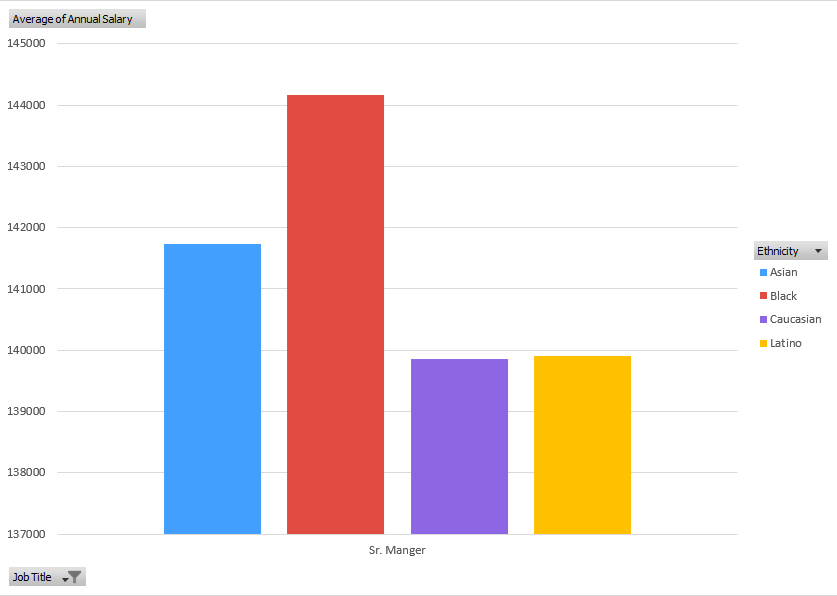 Average of Annual Salary
145000
144000
143000
142000
141000
140000
139000
138000
137000
Sr. Manger
Ethnicity
Asian
Black
Caucasian
Latino
Job Title